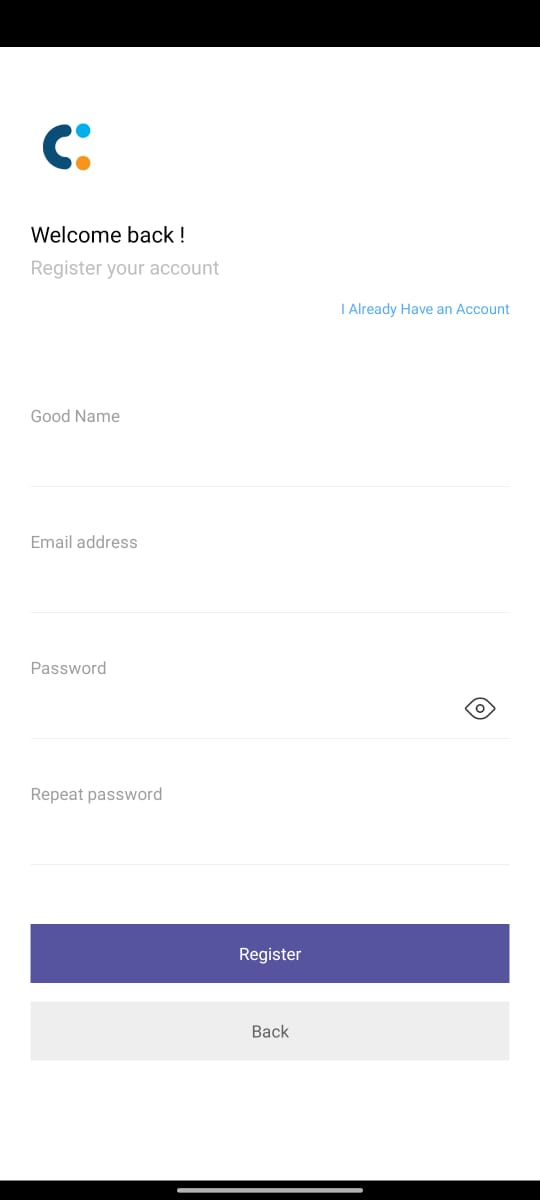 Welcome back !
Register your account
I Already Have an Account
Good Name
Email address
Password
Repeat password
Register
Back